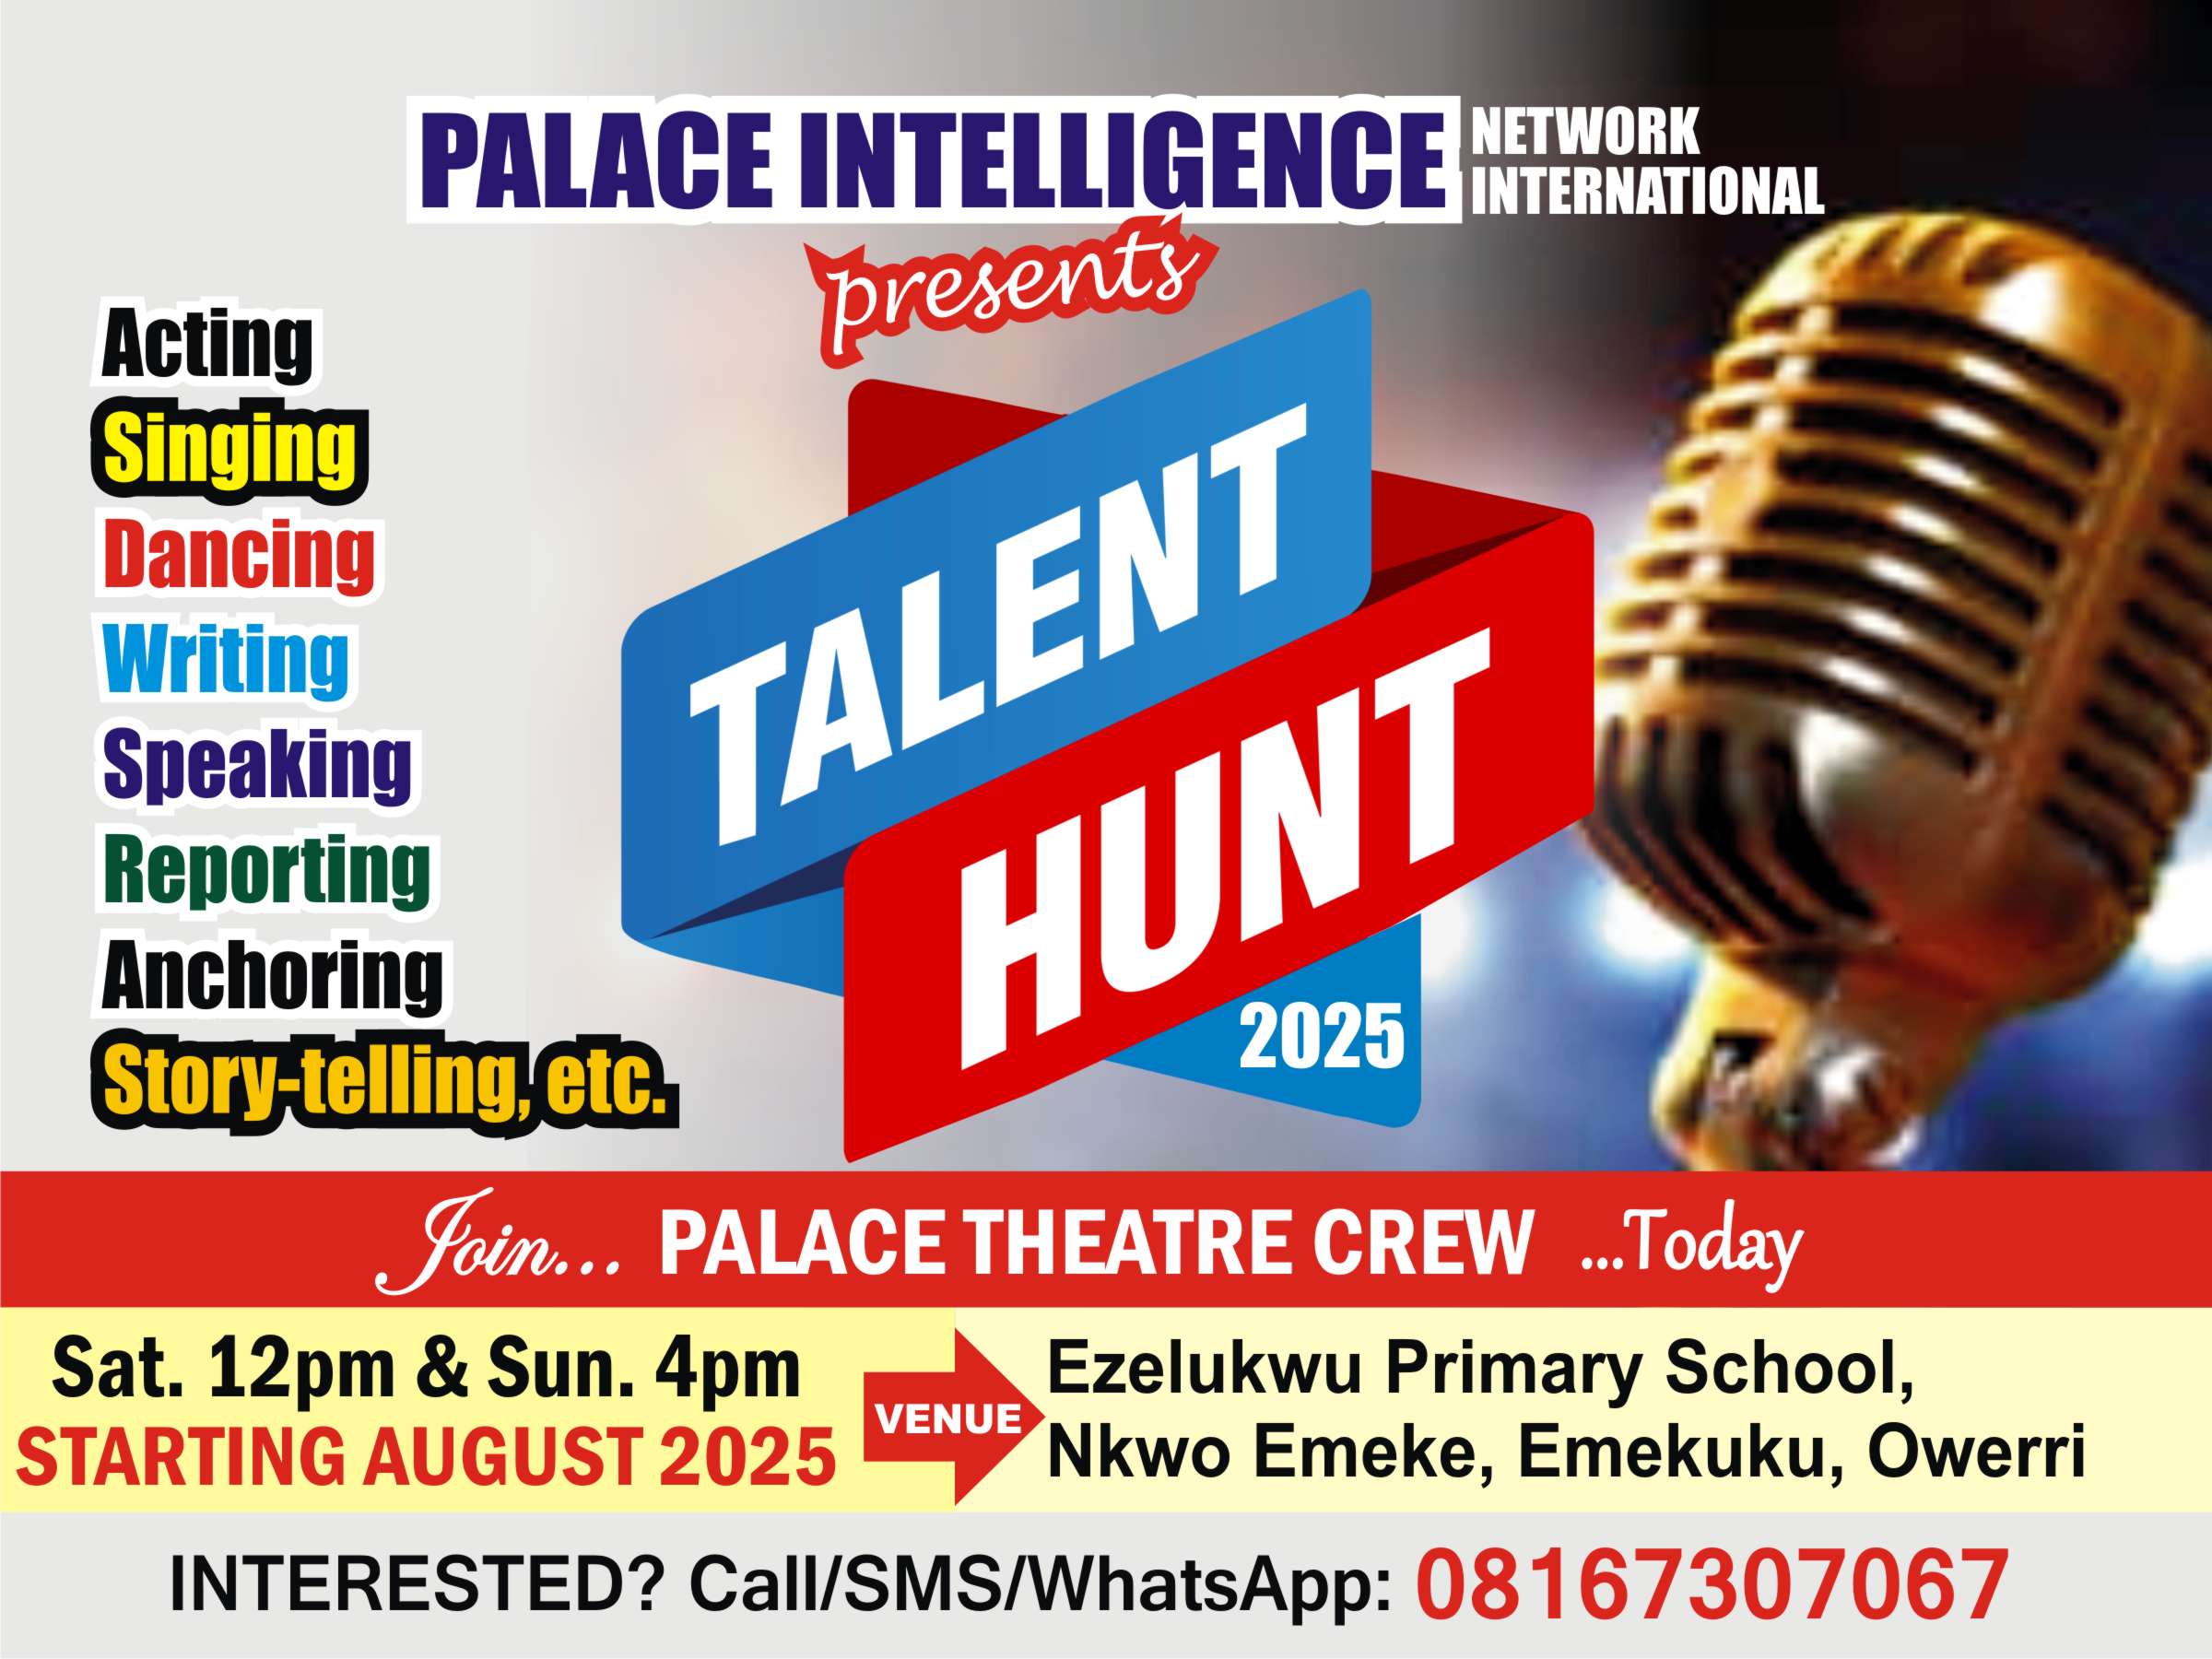 PALACE INTELLIGENCE NETWORK INTERNATIONAL
presents
Acting
Singing
Dancing
Writing
Speaking
Reporting
Anchoring
Story-telling, etc.
TALENT
HUNT
2025
Join... PALACE THEATRE CREW ...Today
Sat. 12pm & Sun. 4pm
STARTING AUGUST 2025
VENUE
Ezelukwu Primary School,
Nkwo Emeke, Emekuku, Owerri
INTERESTED? Call/SMS/WhatsApp: 08167307067